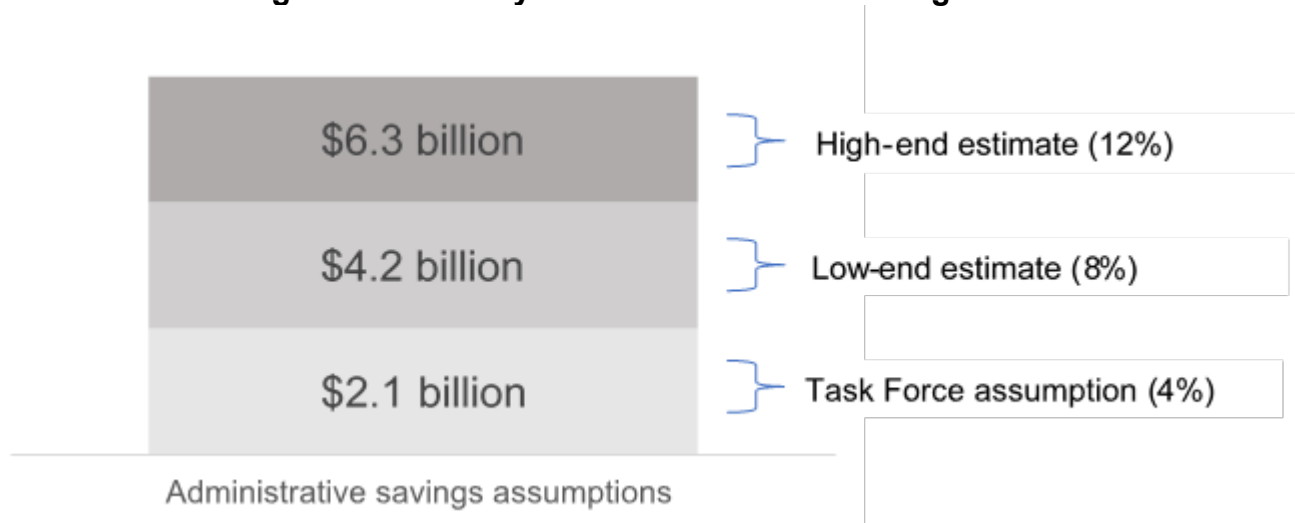 $6.3 billion
High-end estimate (12%)
$4.2 billion
Low-end estimate (8%)
$2.1 billion
Task Force assumption (4%)
Administrative savings assumptions